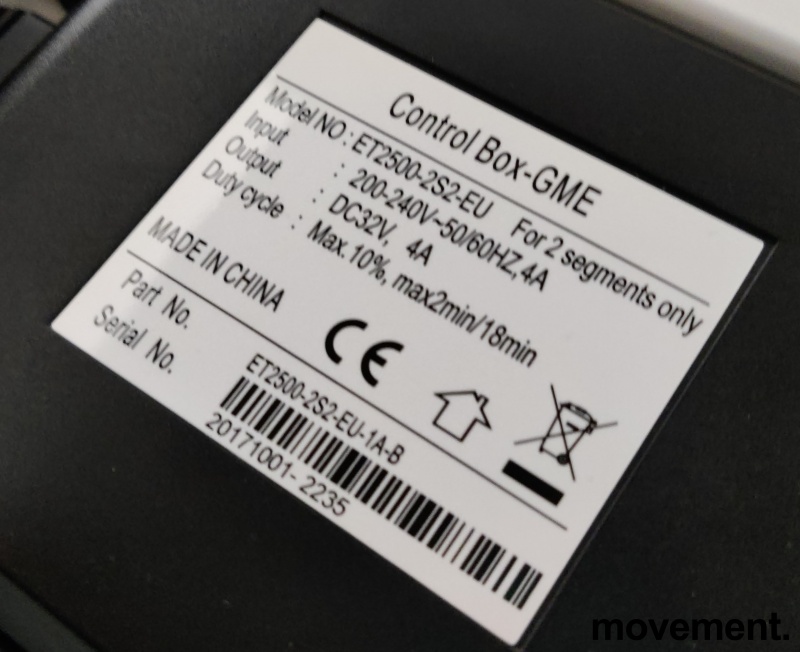 Control Box-GME
Model NO : ET2500-2S2-EU For 2 segments only
Input : 200-240V~50/60HZ,4A
Output : DC32V, 4A
Duty cycle : Max.10%, max2min/18min
MADE IN CHINA
CE
Part No. ET2500-2S2-EU-1A-B
Serial No.
20171001- 2235
movement.